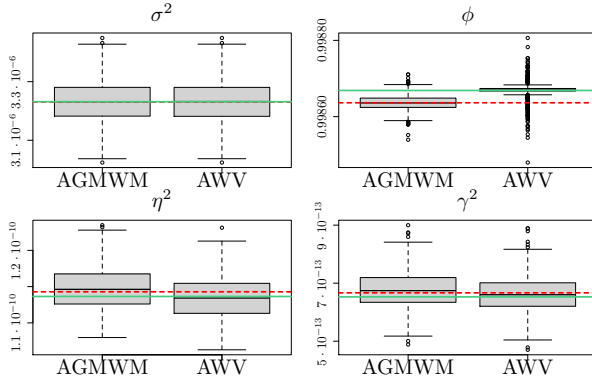 σ²
3.3 · 10⁻⁶
3.1 · 10⁻⁶
AGMWM AWV
ϕ
0.99880
0.99860
AGMWM AWV
η²
1.2 · 10⁻¹⁰
1.1 · 10⁻¹⁰
AGMWM AWV
γ²
9 · 10⁻¹³
7 · 10⁻¹³
5 · 10⁻¹³
AGMWM AWV